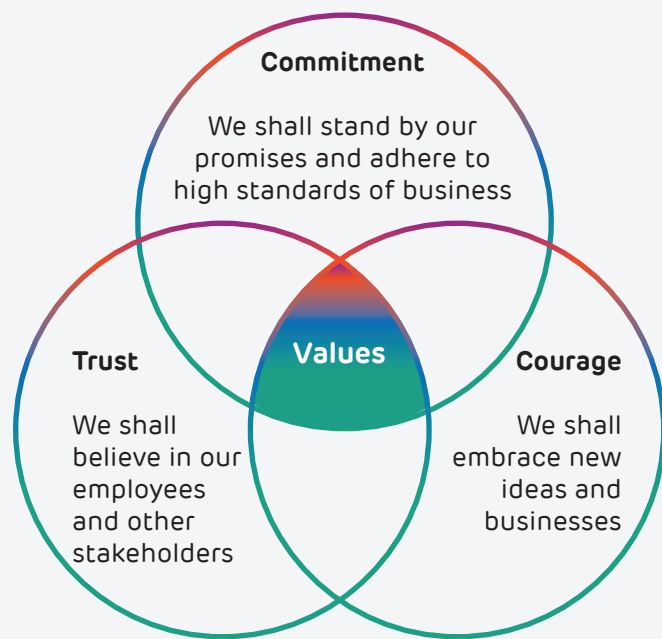 Commitment
We shall stand by our
promises and adhere to
high standards of business
Values
Trust
We shall
believe in our
employees
and other
stakeholders
Courage
We shall
embrace new
ideas and
businesses